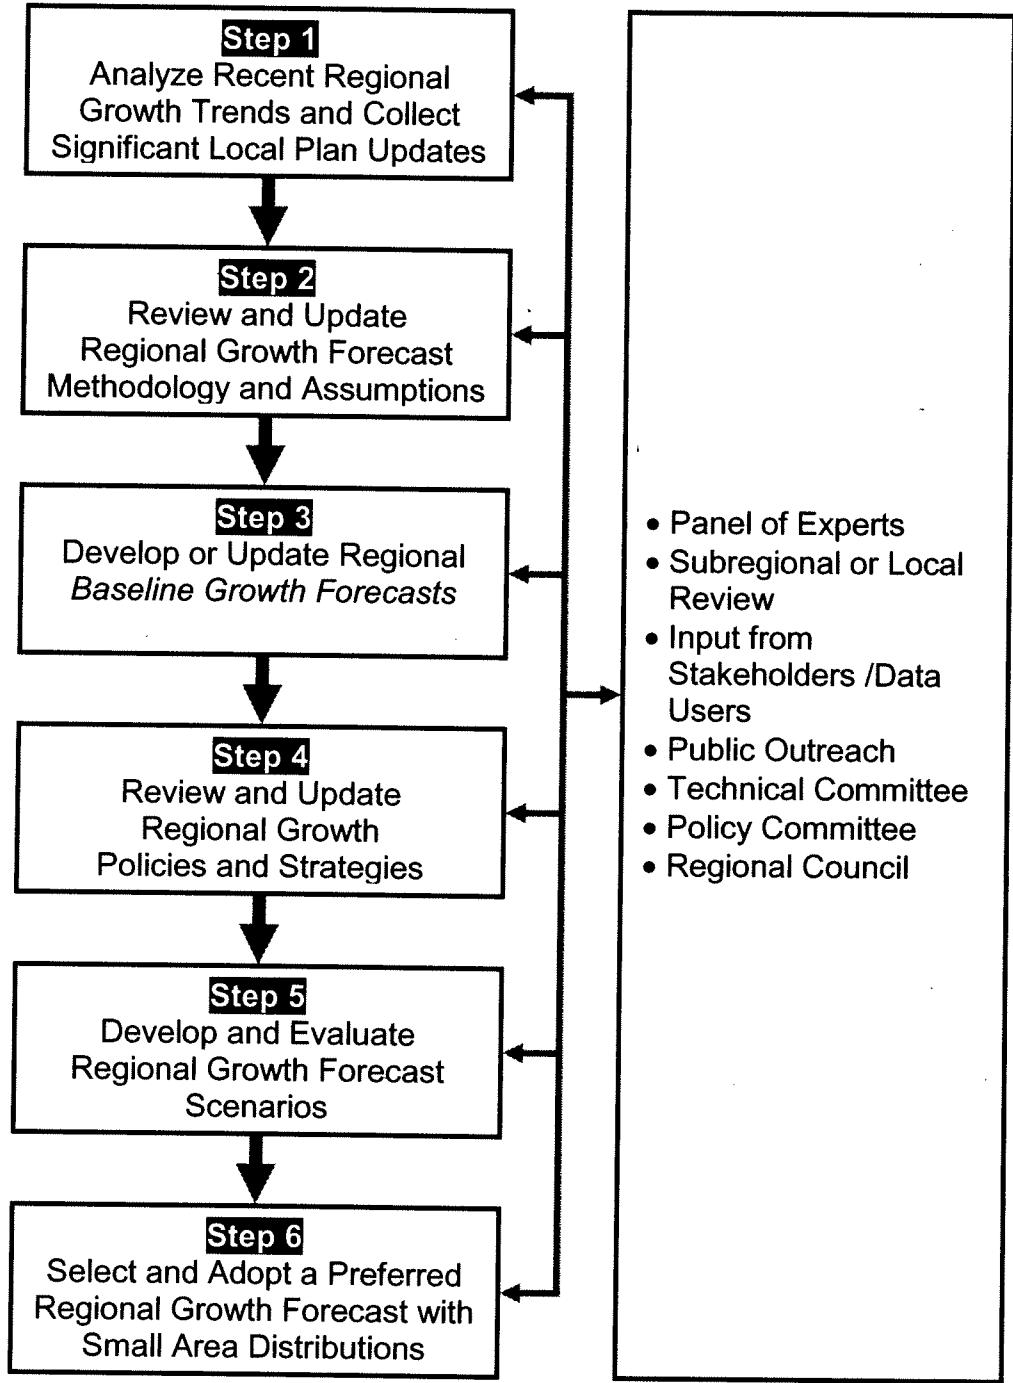 Step 1
Analyze Recent Regional
Growth Trends and Collect
Significant Local Plan Updates
Step 2
Review and Update
Regional Growth Forecast
Methodology and Assumptions
Step 3
Develop or Update Regional
Baseline Growth Forecasts
Step 4
Review and Update
Regional Growth
Policies and Strategies
Step 5
Develop and Evaluate
Regional Growth Forecast
Scenarios
Step 6
Select and Adopt a Preferred
Regional Growth Forecast with
Small Area Distributions
• Panel of Experts
• Subregional or Local
Review
• Input from
Stakeholders /Data
Users
• Public Outreach
• Technical Committee
• Policy Committee
• Regional Council